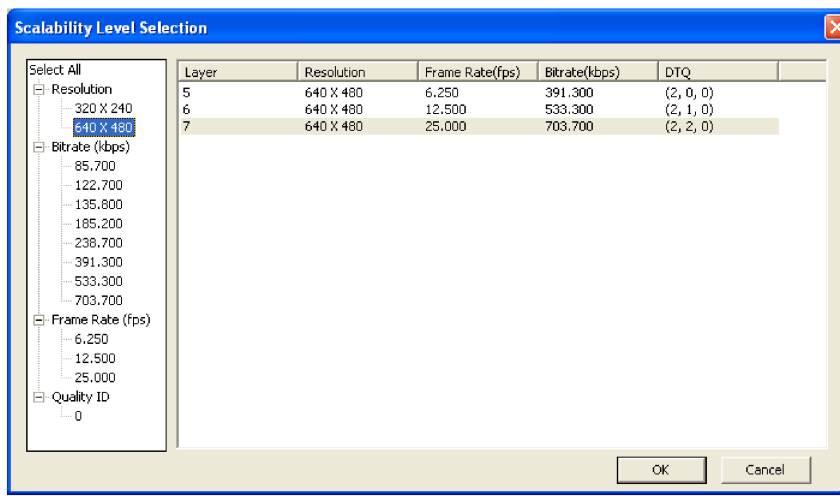 Scalability Level Selection
Select All
Resolution
320 X 240
640 X 480
Bitrate (kbps)
85.700
122.700
135.800
185.200
238.700
391.300
533.300
703.700
Frame Rate (fps)
6.250
12.500
25.000
Quality ID
0
Layer Resolution Frame Rate(fps) Bitrate(kbps) DTQ
5 640 X 480 6.250 391.300 (2, 0, 0)
6 640 X 480 12.500 533.300 (2, 1, 0)
7 640 X 480 25.000 703.700 (2, 2, 0)
OK Cancel